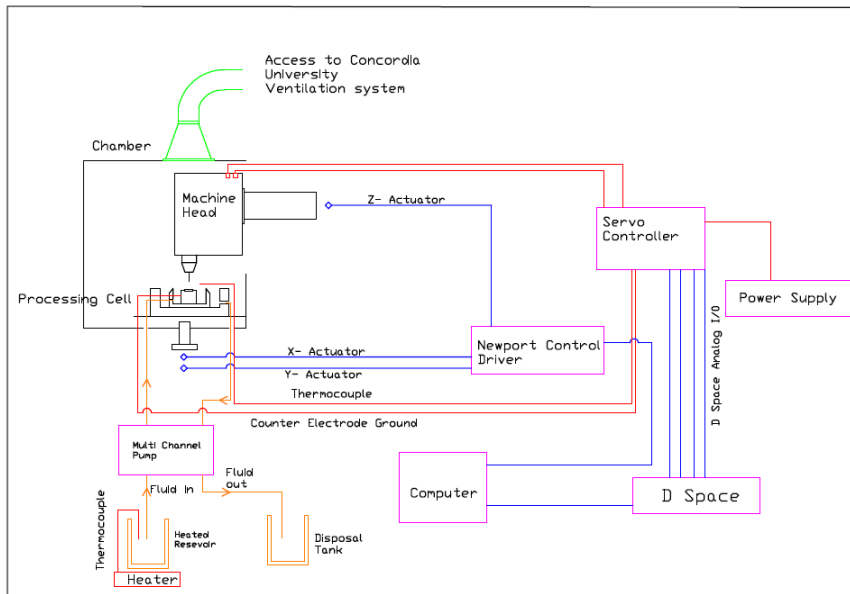 Access to Concordia
University
Ventilation system
Chamber
Machine
Head
Z- Actuator
Servo
Controller
Processing Cell
Power Supply
D Space Analog I/O
Newport Control
Driver
X- Actuator
Y- Actuator
Thermocouple
Counter Electrode Ground
Multi Channel
Pump
Fluid In
Fluid
out
Computer
D Space
Thermocouple
Heated
Resevoir
Disposal
Tank
Heater